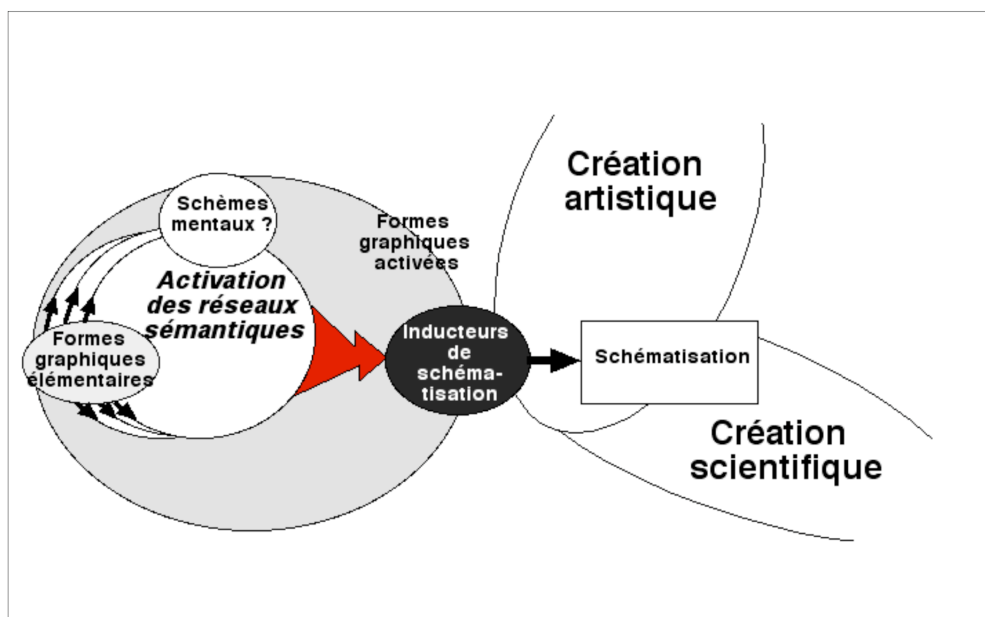 Création
artistique
Schèmes
mentaux ?
Formes
graphiques
activées
Activation
des réseaux
sémantiques
Formes
graphiques
élémentaires
Inducteurs
de
schéma-
tisation
Schématisation
Création
scientifique